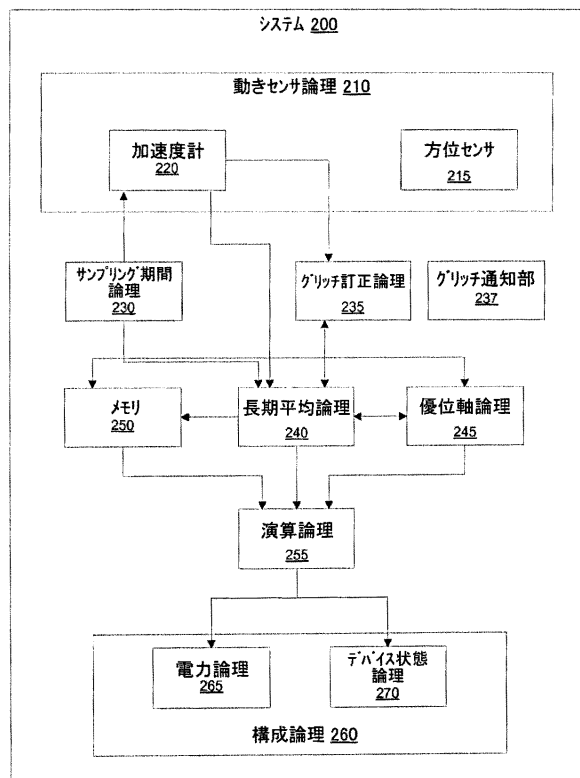 システム 200
動きセンサ論理 210
加速度計
220
方位センサ
215
サンプリング期間
論理
230
グリッチ訂正論理
235
グリッチ通知部
237
メモリ
250
長期平均論理
240
優位軸論理
245
演算論理
255
電力論理
265
デバイス状態
論理
270
構成論理 260